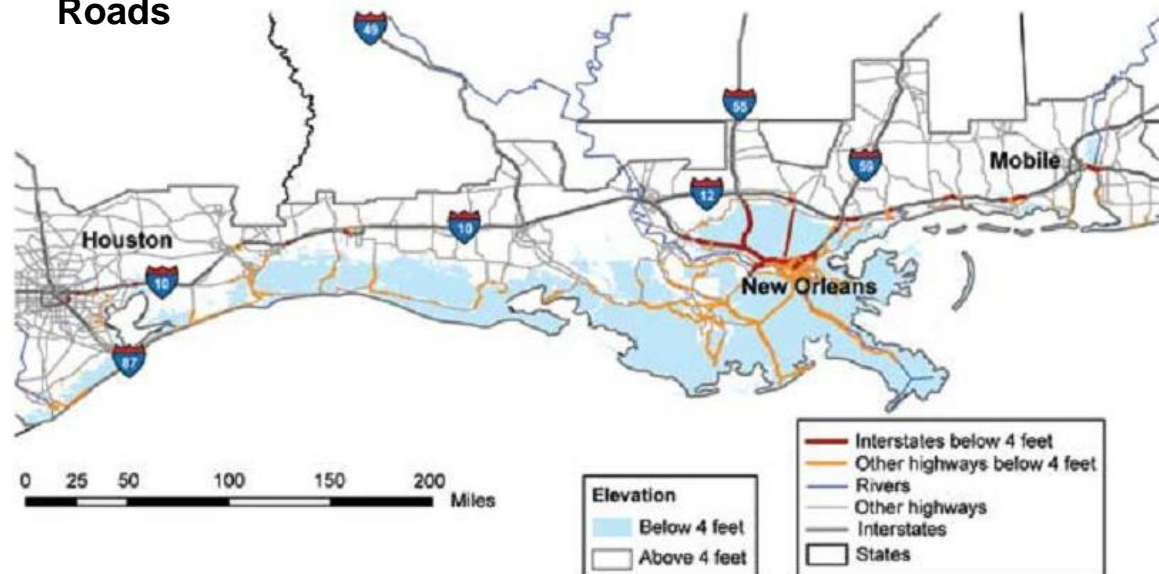 Roads
49
55
59
Mobile
12
10
Houston
10
New Orleans
87
0 25 50 100 150 200
Miles
Elevation
Below 4 feet
Above 4 feet
Interstates below 4 feet
Other highways below 4 feet
Rivers
Other highways
Interstates
States